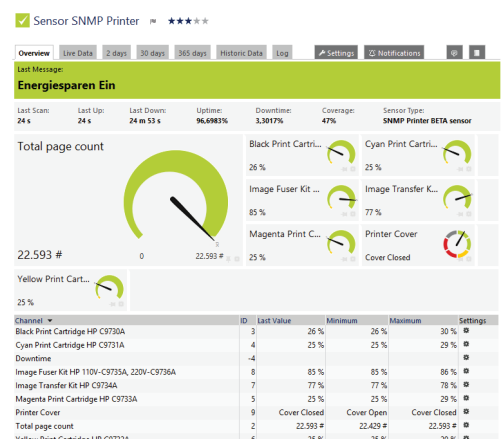 Sensor SNMP Printer
Overview Live Data 2 days 30 days 365 days Historic Data Log Settings Notifications
Last Message:
Energiesparen Ein
Last Scan: Last Up: Last Down: Uptime: Downtime: Coverage: Sensor Type:
24 s 24 s 24 m 53 s 96,6983% 3,3017% 47% SNMP Printer BETA sensor
Total page count
22.593 #
0 22.593 #
Black Print Cartri...
26 %
Cyan Print Cartri...
25 %
Image Fuser Kit ...
85 %
Image Transfer K...
77 %
Magenta Print C...
25 %
Printer Cover
Cover Closed
Yellow Print Cart...
25 %
Channel ID Last Value Minimum Maximum Settings
Black Print Cartridge HP C9730A 3 26 % 26 % 30 %
Cyan Print Cartridge HP C9731A 4 25 % 25 % 29 %
Downtime -4
Image Fuser Kit HP 110V-C9735A, 220V-C9736A 8 85 % 85 % 86 %
Image Transfer Kit HP C9734A 7 77 % 77 % 78 %
Magenta Print Cartridge HP C9733A 5 25 % 25 % 29 %
Printer Cover 9 Cover Closed Cover Open Cover Closed
Total page count 2 22.593 # 22.429 # 22.593 #